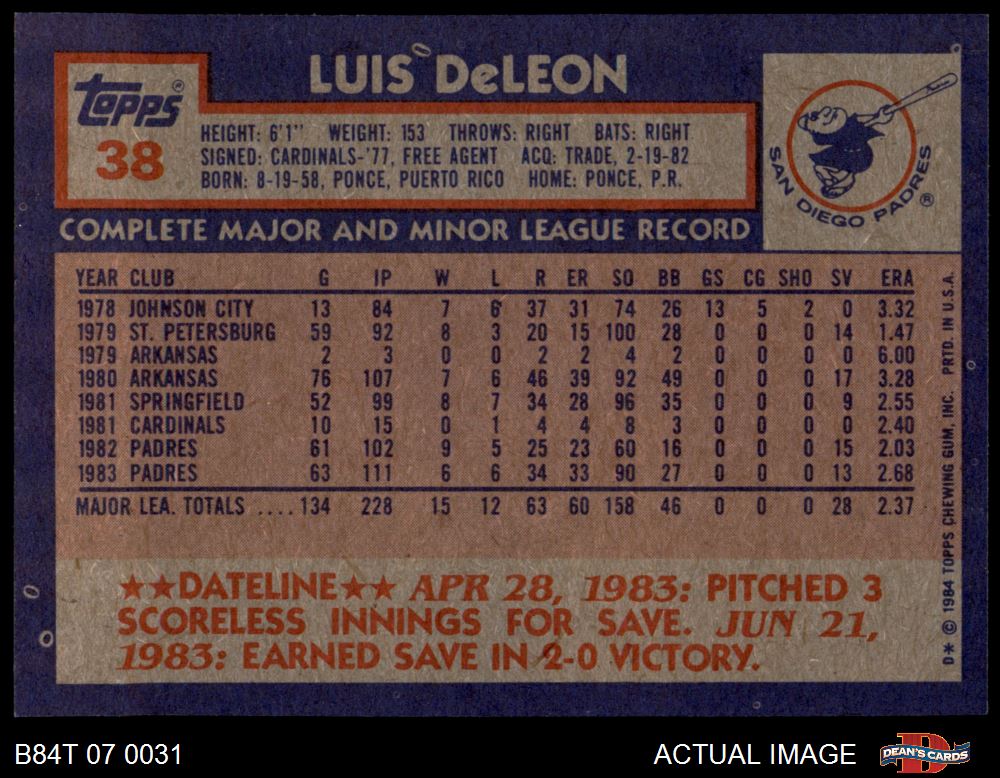 LUIS DeLEON
topps®
38
HEIGHT: 6'1" WEIGHT: 153 THROWS: RIGHT BATS: RIGHT
SIGNED: CARDINALS-'77, FREE AGENT ACQ: TRADE, 2-19-82
BORN: 8-19-58, PONCE, PUERTO RICO HOME: PONCE, P.R.
SAN DIEGO PADRES ®
COMPLETE MAJOR AND MINOR LEAGUE RECORD
YEAR CLUB G IP W L R ER SO BB GS CG SHO SV ERA
1978 JOHNSON CITY 13 84 7 6 37 31 74 26 13 5 2 0 3.32
1979 ST. PETERSBURG 59 92 8 3 20 15 100 28 0 0 0 14 1.47
1979 ARKANSAS 2 3 0 0 2 2 4 2 0 0 0 0 6.00
1980 ARKANSAS 76 107 7 6 46 39 92 49 0 0 0 17 3.28
1981 SPRINGFIELD 52 99 8 7 34 28 96 35 0 0 0 9 2.55
1981 CARDINALS 10 15 0 1 4 4 8 3 0 0 0 0 2.40
1982 PADRES 61 102 9 5 25 23 60 16 0 0 0 15 2.03
1983 PADRES 63 111 6 6 34 33 90 27 0 0 0 13 2.68
MAJOR LEA. TOTALS .... 134 228 15 12 63 60 158 46 0 0 0 28 2.37
★★DATELINE★★ APR 28, 1983: PITCHED 3
SCORELESS INNINGS FOR SAVE. JUN 21,
1983: EARNED SAVE IN 2-0 VICTORY.
D* © 1984 TOPPS CHEWING GUM, INC. PRTD. IN U.S.A.
B84T 07 0031
ACTUAL IMAGE
DEAN'S CARDS